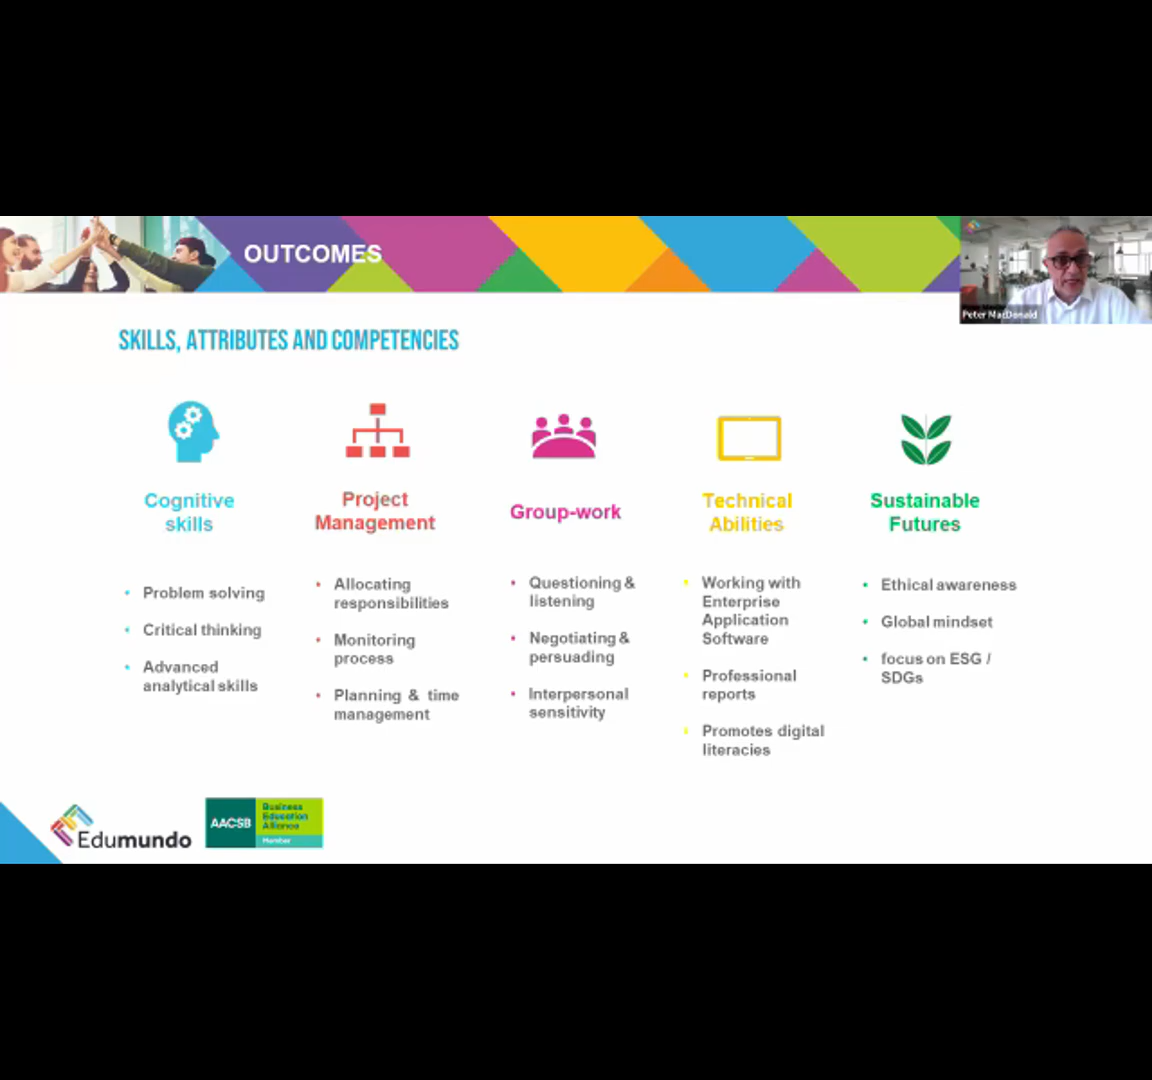 OUTCOMES
Peter MacDonald
SKILLS, ATTRIBUTES AND COMPETENCIES
Cognitive
skills
Problem solving
Critical thinking
Advanced
analytical skills
Project
Management
Allocating
responsibilities
Monitoring
process
Planning & time
management
Group-work
Questioning &
listening
Negotiating &
persuading
Interpersonal
sensitivity
Technical
Abilities
Working with
Enterprise
Application
Software
Professional
reports
Promotes digital
literacies
Sustainable
Futures
Ethical awareness
Global mindset
focus on ESG /
SDGs
Edumundo
AACSB
Business
Education
Alliance
Member